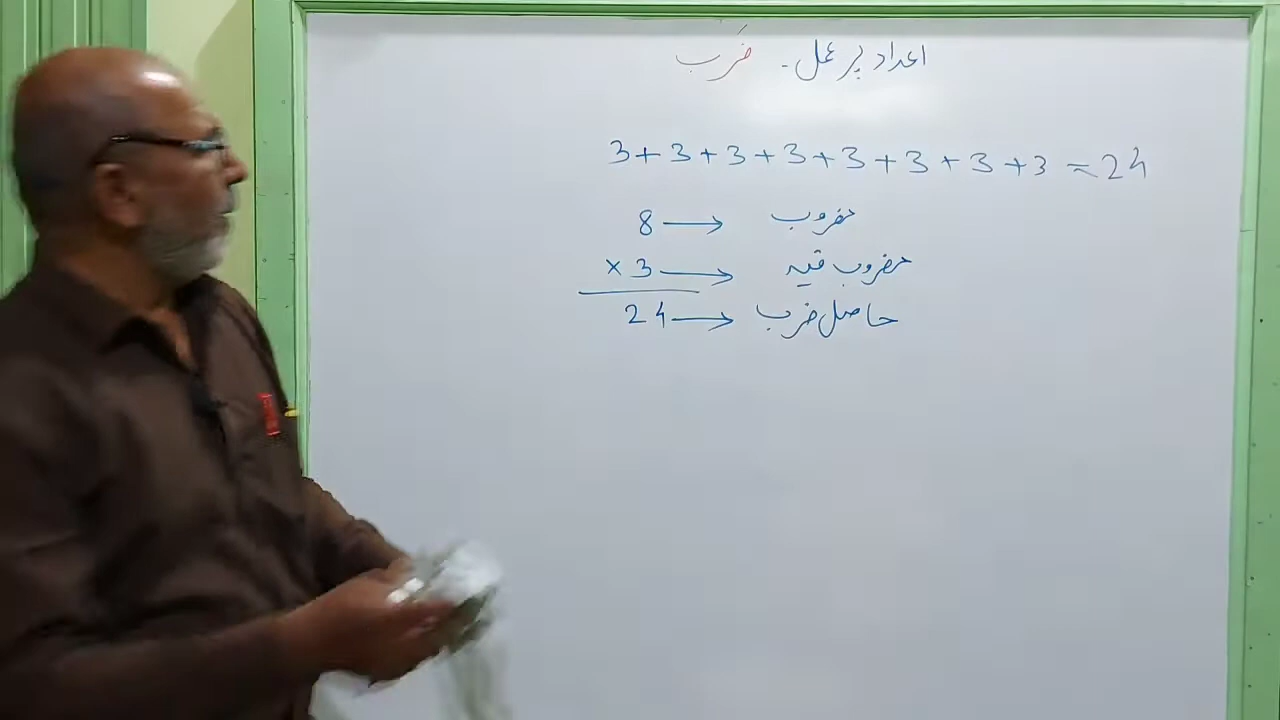 اعداد پر عمل - ضرب
3 + 3 + 3 + 3 + 3 + 3 + 3 + 3 = 24
8 → مضروب
× 3 → مضروب فیہ
24 → حاصل ضرب